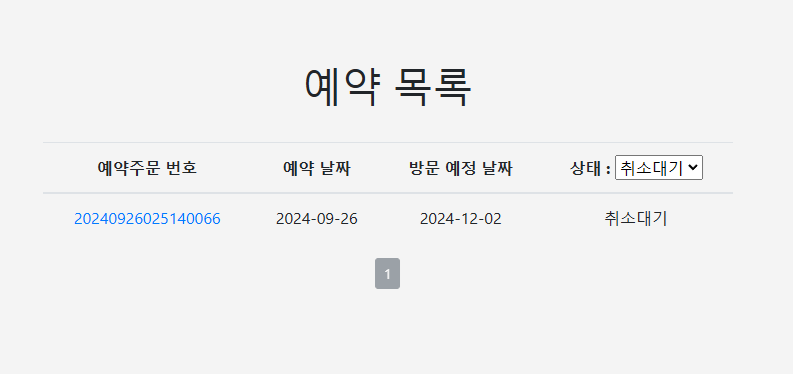 예약 목록
예약주문 번호 예약 날짜 방문 예정 날짜 상태 : 취소대기
20240926025140066 2024-09-26 2024-12-02 취소대기
1